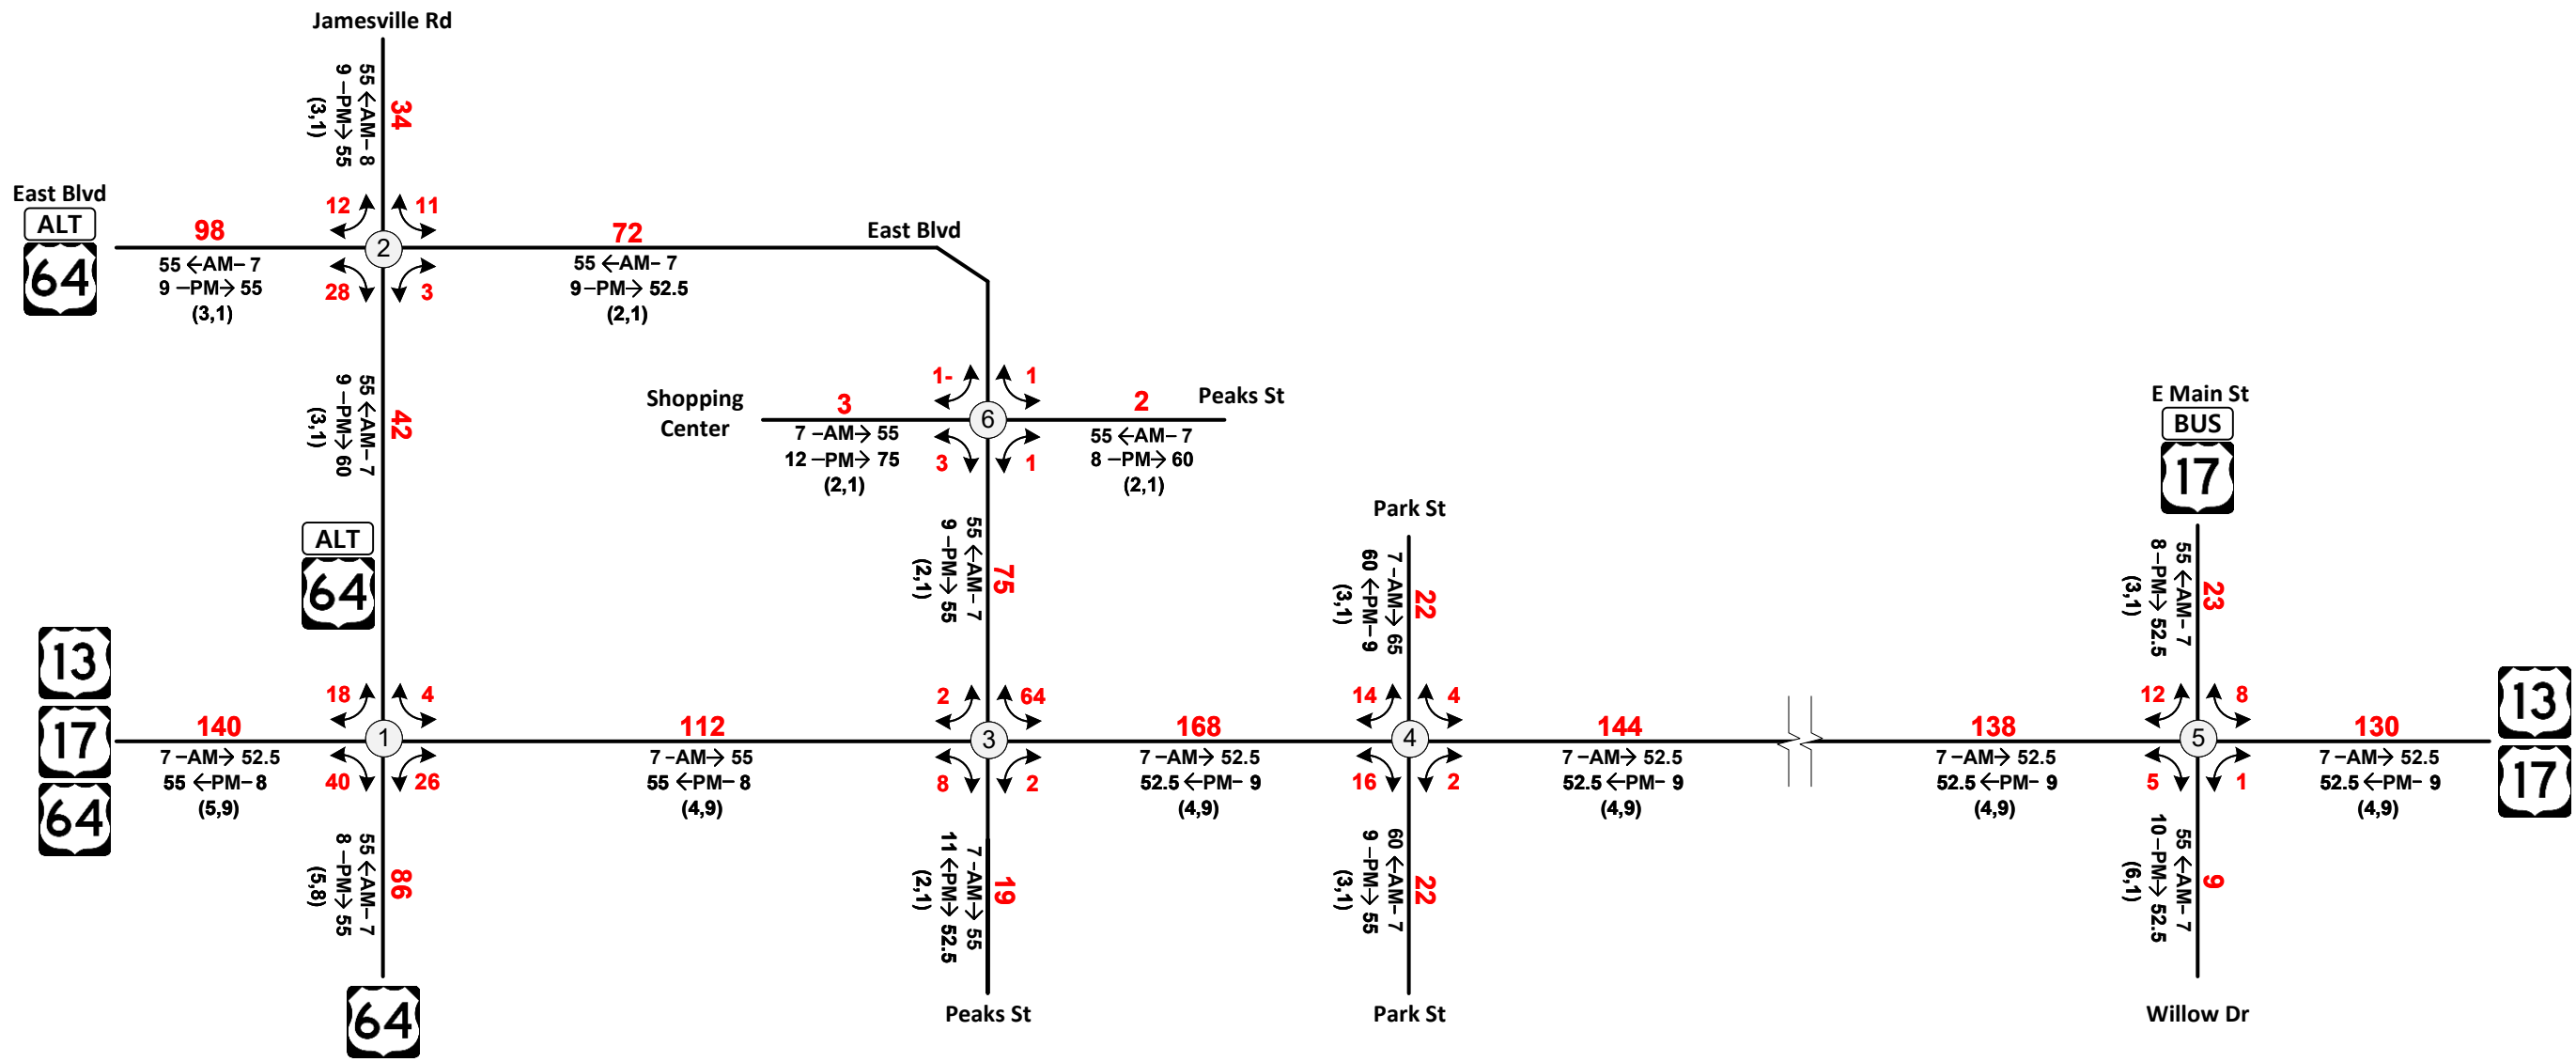 Jamesville Rd
55 ←AM– 8
9 –PM→ 55
(3,1)
34
East Blvd
ALT
64
98
55 ←AM– 7
9 –PM→ 55
(3,1)
12
11
2
28
3
72
55 ←AM– 7
9–PM→ 52.5
(2,1)
East Blvd
55 ←AM– 7
9 –PM→ 60
(3,1)
42
ALT
64
Shopping
Center
3
7 –AM→ 55
12 –PM→ 75
(2,1)
1-
1
6
3
1
2
Peaks St
55 ←AM– 7
8 –PM→ 60
(2,1)
55 ←AM– 7
9 –PM→ 55
(2,1)
75
Park St
7 –AM→ 65
60 ←PM– 9
(3,1)
22
E Main St
BUS
17
55 ←AM– 7
8–PM→ 52.5
(3,1)
23
13
17
64
140
7 –AM→ 52.5
55 ←PM– 8
(5,9)
18
4
1
40
26
112
7 –AM→ 55
55 ←PM– 8
(4,9)
2
64
3
8
2
168
7 –AM→ 52.5
52.5 ←PM– 9
(4,9)
14
4
4
16
2
144
7 –AM→ 52.5
52.5 ←PM– 9
(4,9)
138
7 –AM→ 52.5
52.5 ←PM– 9
(4,9)
12
8
5
5
1
130
7 –AM→ 52.5
52.5 ←PM– 9
(4,9)
13
17
55 ←AM– 7
8 –PM→ 55
(5,8)
86
64
7 –AM→ 55
11 ←PM→ 52.5
(2,1)
19
Peaks St
60 ←AM– 7
9 –PM→ 55
(3,1)
22
Park St
55 ←AM– 7
10–PM→ 52.5
(6,1)
9
Willow Dr